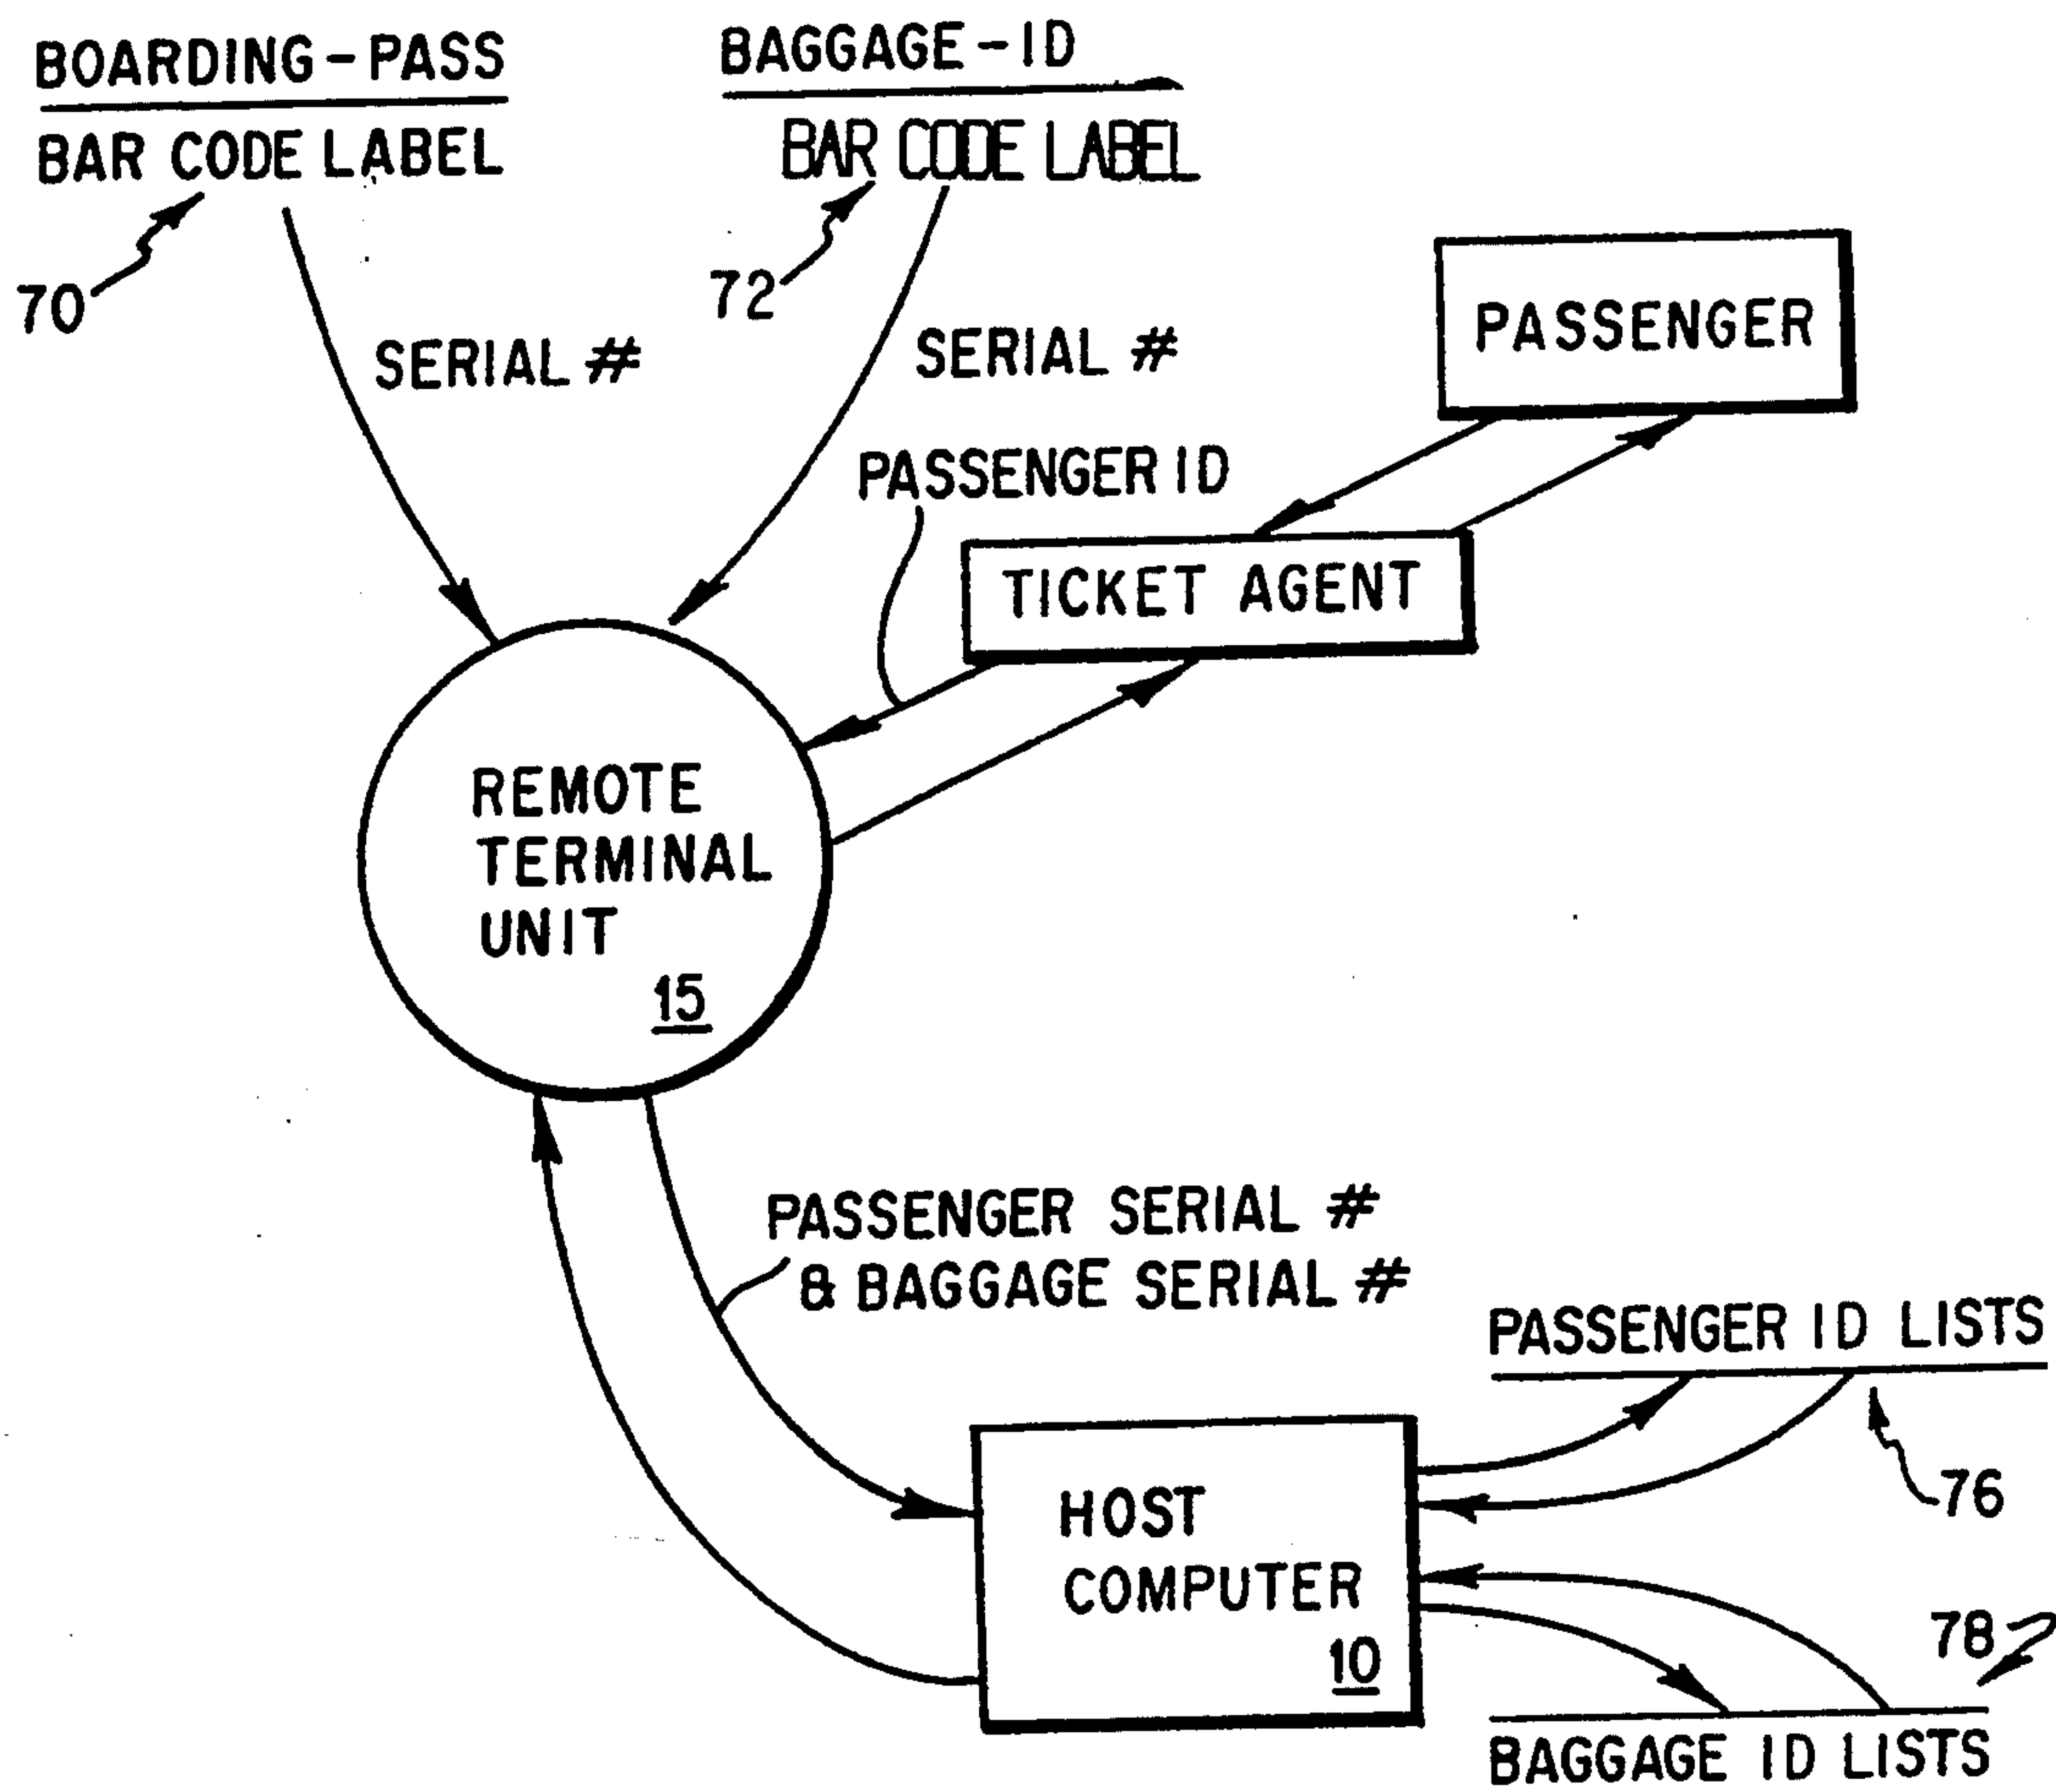 BOARDING-PASS
BAR CODE LABEL
70
BAGGAGE-ID
BAR CODE LABEL
72
SERIAL #
SERIAL #
PASSENGER
PASSENGER ID
TICKET AGENT
REMOTE
TERMINAL
UNIT
15
PASSENGER SERIAL #
& BAGGAGE SERIAL #
PASSENGER ID LISTS
76
HOST
COMPUTER
10
78
BAGGAGE ID LISTS